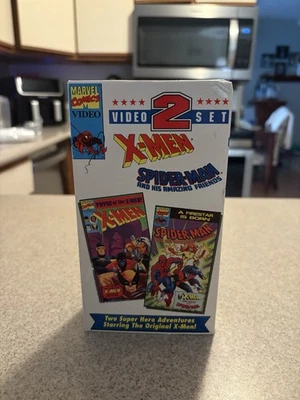 MARVEL
COMICS
VIDEO
VIDEO 2 SET
X-MEN
SPIDER-MAN
AND HIS AMAZING FRIENDS
X-MEN
A FIRESTAR
IS BORN
SPIDER-MAN
Two Super Hero Adventures
Starring The Original X-Men!